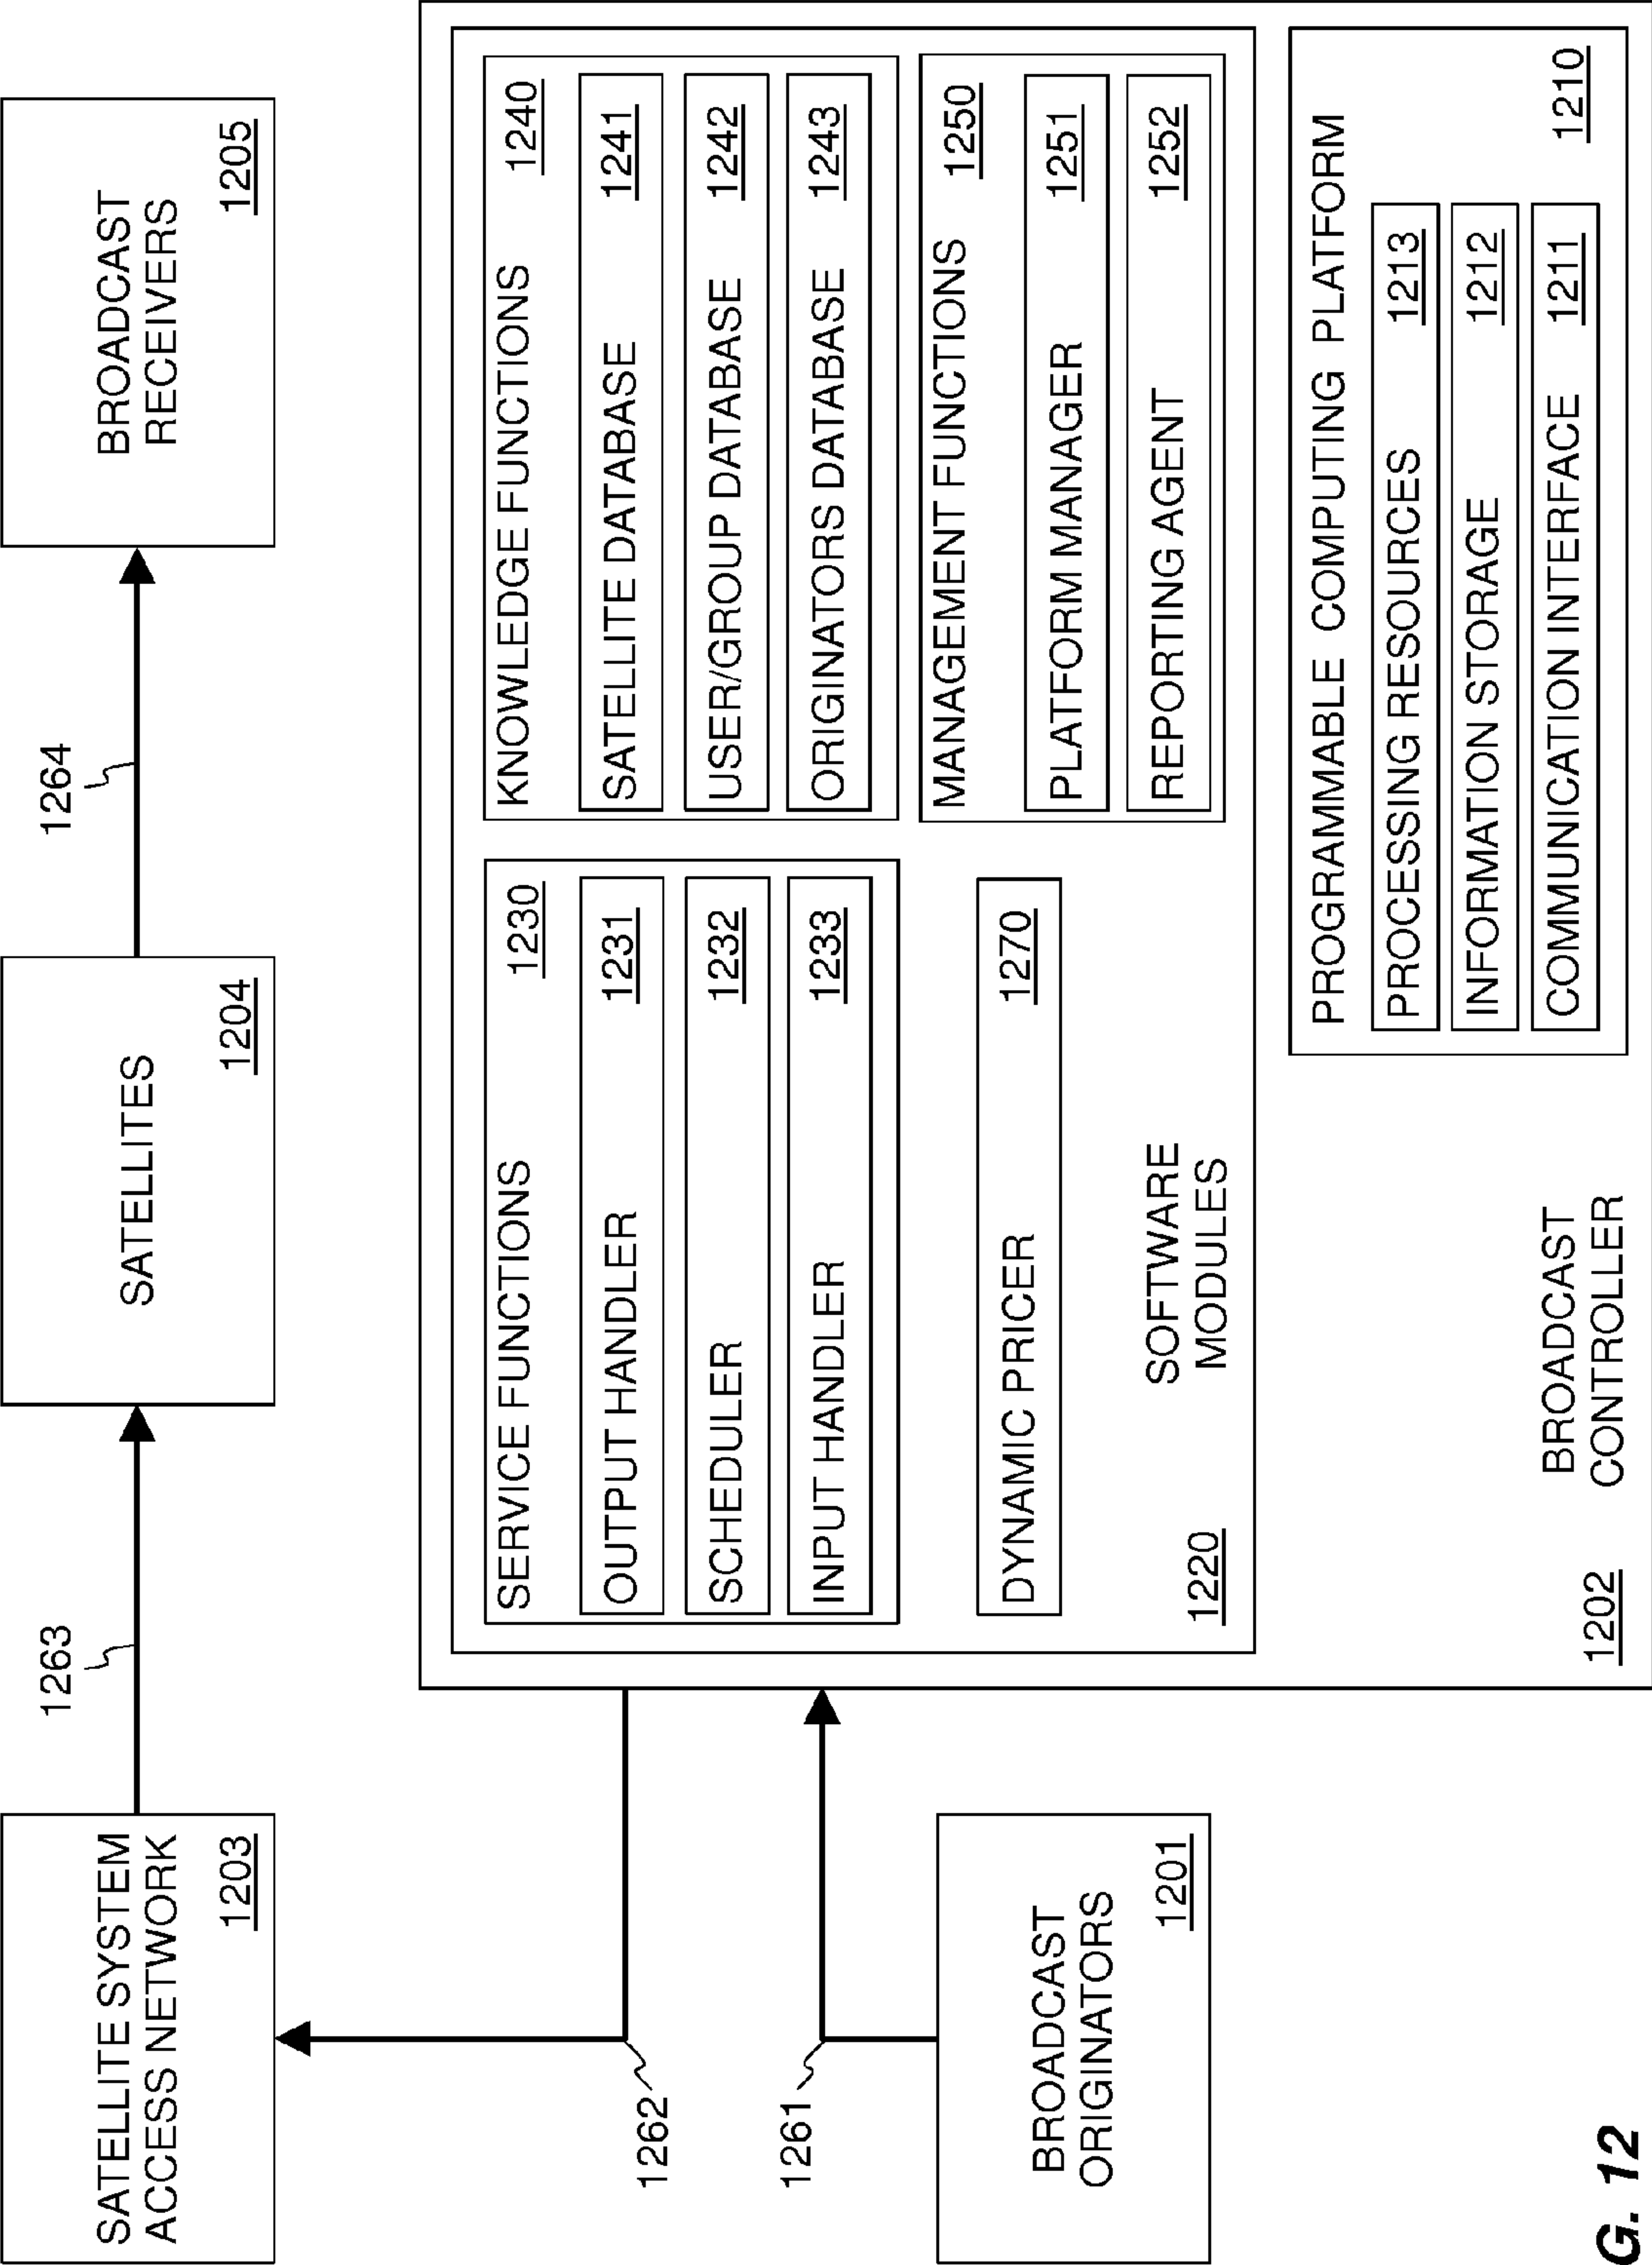 SATELLITE SYSTEM
ACCESS NETWORK
1203
1263
SATELLITES
1204
1264
BROADCAST
RECEIVERS
1205
1262
1261
BROADCAST
ORIGINATORS
1201
SERVICE FUNCTIONS
1230
OUTPUT HANDLER 1231
SCHEDULER 1232
INPUT HANDLER 1233
KNOWLEDGE FUNCTIONS
1240
SATELLITE DATABASE 1241
USER/GROUP DATABASE 1242
ORIGINATORS DATABASE 1243
DYNAMIC PRICER 1270
MANAGEMENT FUNCTIONS
1250
PLATFORM MANAGER 1251
REPORTING AGENT 1252
SOFTWARE
MODULES
1220
PROGRAMMABLE COMPUTING PLATFORM
PROCESSING RESOURCES 1213
INFORMATION STORAGE 1212
COMMUNICATION INTERFACE 1211
1210
BROADCAST
CONTROLLER
1202
G. 12